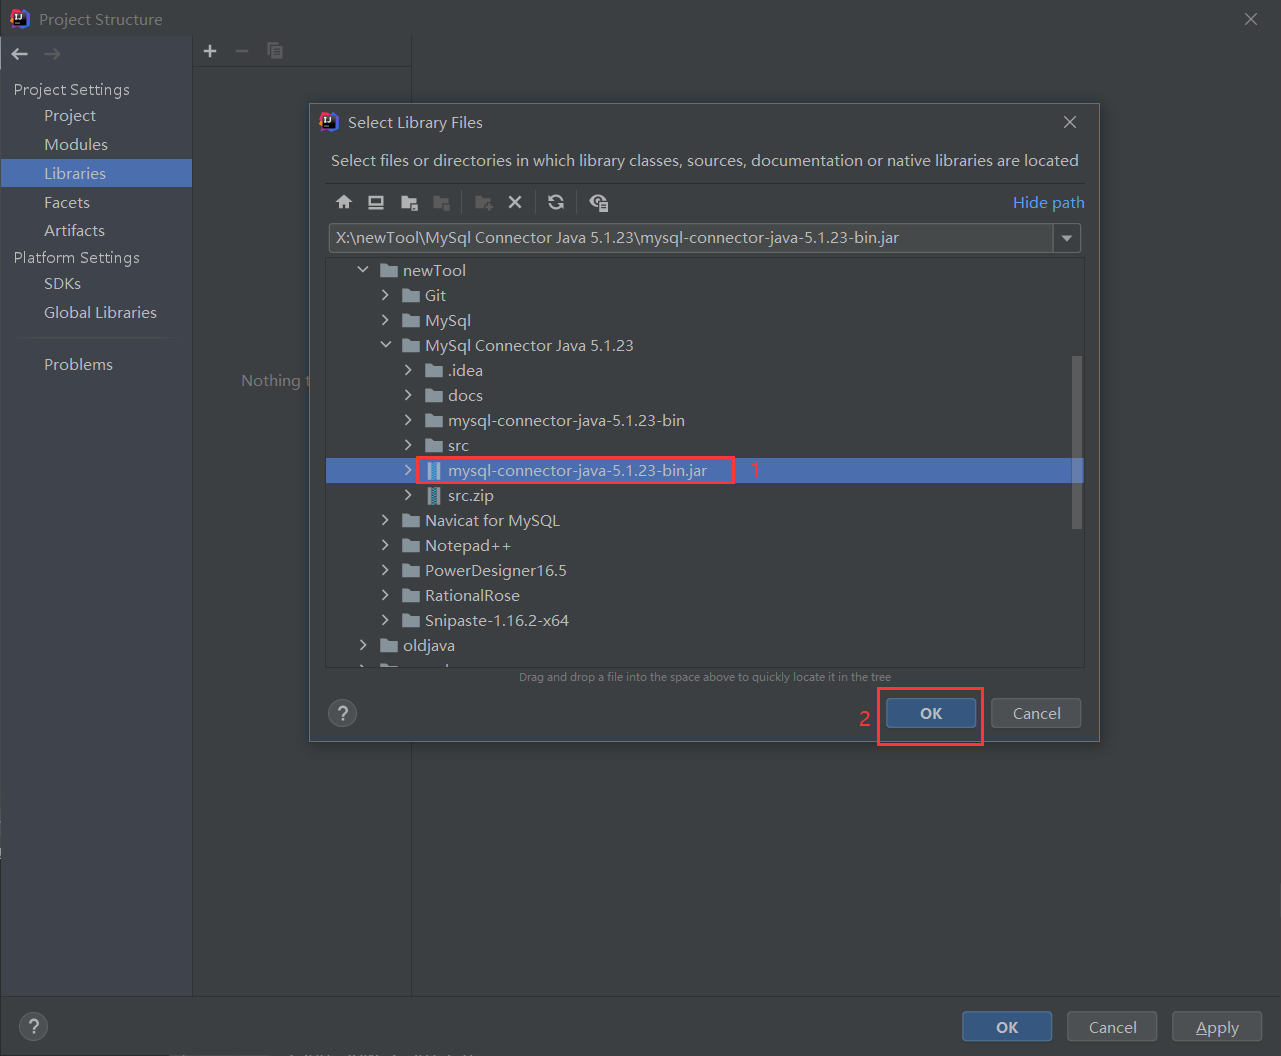 Project Structure
Project Settings
Project
Modules
Libraries
Facets
Artifacts
Platform Settings
SDKs
Global Libraries
Problems
Nothing
Select Library Files
Select files or directories in which library classes, sources, documentation or native libraries are located
Hide path
X:\newTool\MySql Connector Java 5.1.23\mysql-connector-java-5.1.23-bin.jar
newTool
Git
MySql
MySql Connector Java 5.1.23
.idea
docs
mysql-connector-java-5.1.23-bin
src
mysql-connector-java-5.1.23-bin.jar 1
src.zip
Navicat for MySQL
Notepad++
PowerDesigner16.5
RationalRose
Snipaste-1.16.2-x64
oldjava
Drag and drop a file into the space above to quickly locate it in the tree
? 2 OK Cancel
? OK Cancel Apply